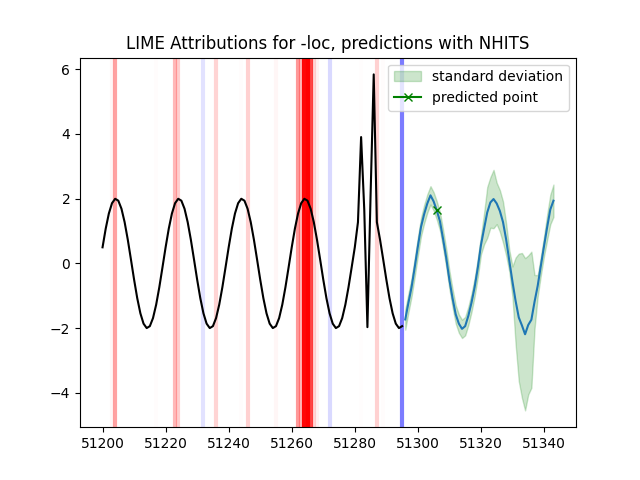 LIME Attributions for -loc, predictions with NHITS
standard deviation
predicted point
6
4
2
0
−2
−4
51200 51220 51240 51260 51280 51300 51320 51340